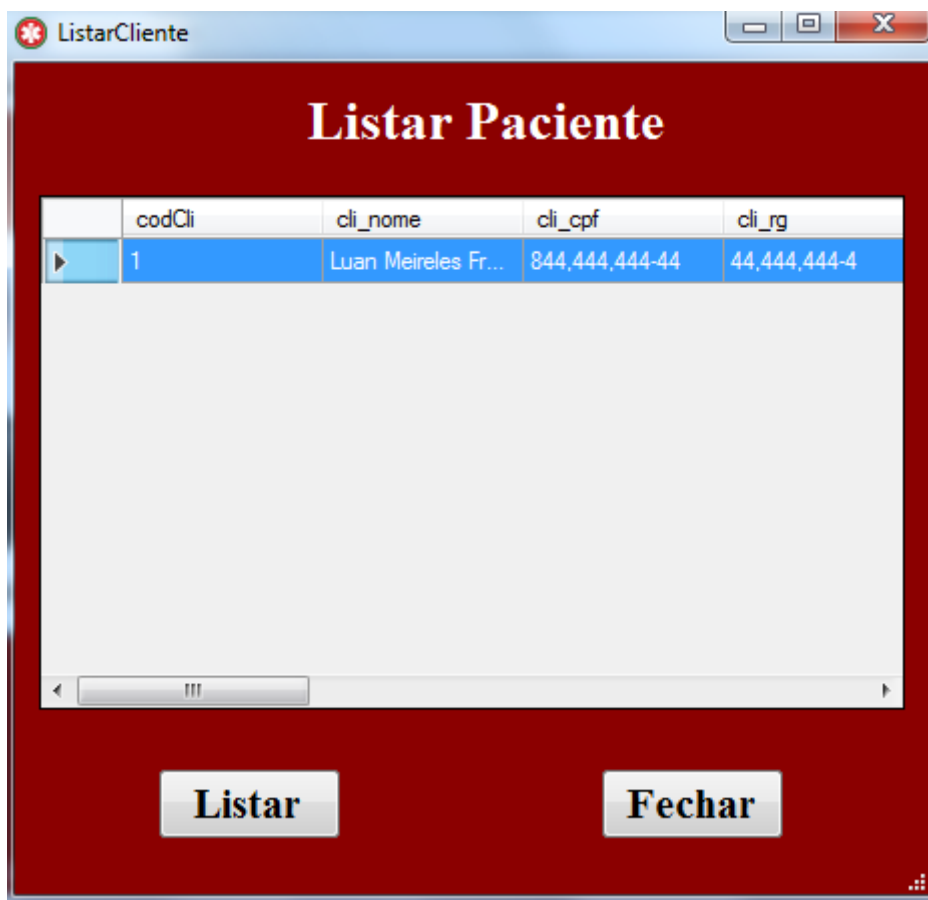 ListarCliente
Listar Paciente
codCli cli_nome cli_cpf cli_rg
1 Luan Meireles Fr... 844,444,444-44 44,444,444-4
Listar Fechar